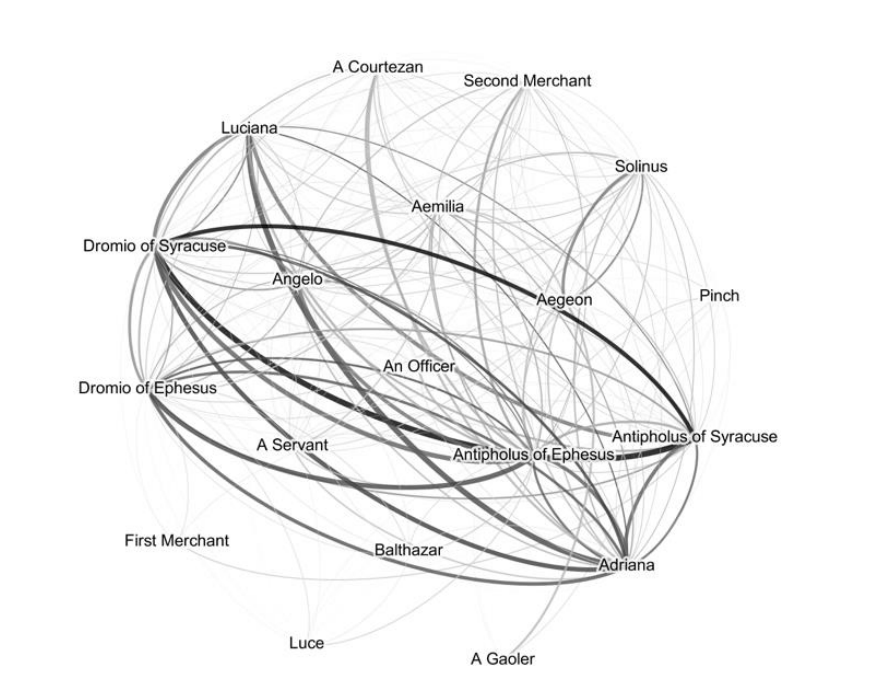 A Courtezan
Second Merchant
Luciana
Solinus
Aemilia
Dromio of Syracuse
Angelo
Pinch
Aegeon
An Officer
Dromio of Ephesus
Antipholus of Syracuse
A Servant
Antipholus of Ephesus
First Merchant
Balthazar
Adriana
Luce
A Gaoler